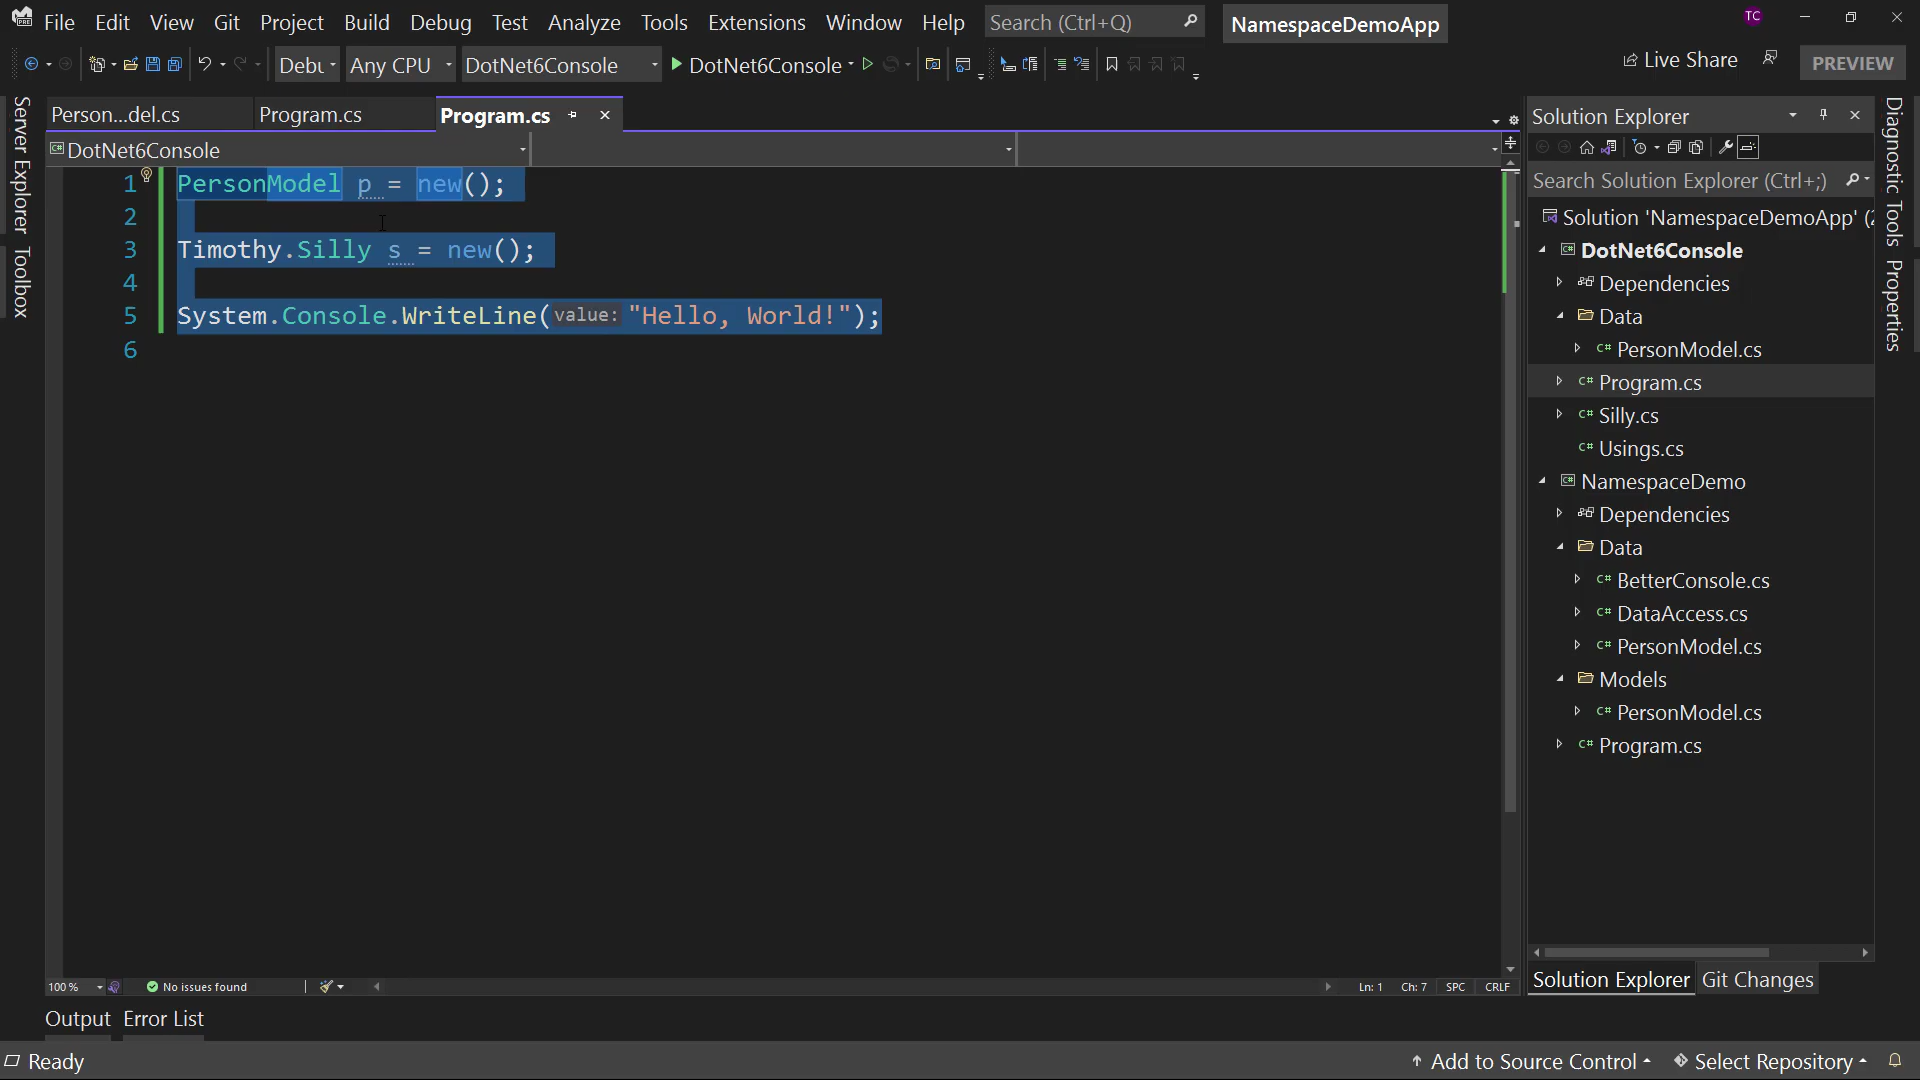 File Edit View Git Project Build Debug Test Analyze Tools Extensions Window Help Search (Ctrl+Q) NamespaceDemoApp TC
Debu Any CPU DotNet6Console DotNet6Console Live Share PREVIEW
Server Explorer
Toolbox
Person...del.cs Program.cs Program.cs
DotNet6Console
1 PersonModel p = new();
2
3 Timothy.Silly s = new();
4
5 System.Console.WriteLine(value: "Hello, World!");
6
100 % No issues found Ln: 1 Ch: 7 SPC CRLF
Output Error List
Solution Explorer
Search Solution Explorer (Ctrl+;)
Solution 'NamespaceDemoApp' (2
DotNet6Console
Dependencies
Data
C# PersonModel.cs
C# Program.cs
C# Silly.cs
C# Usings.cs
NamespaceDemo
Dependencies
Data
C# BetterConsole.cs
C# DataAccess.cs
C# PersonModel.cs
Models
C# PersonModel.cs
C# Program.cs
Solution Explorer Git Changes
Diagnostic Tools
Properties
Ready Add to Source Control Select Repository